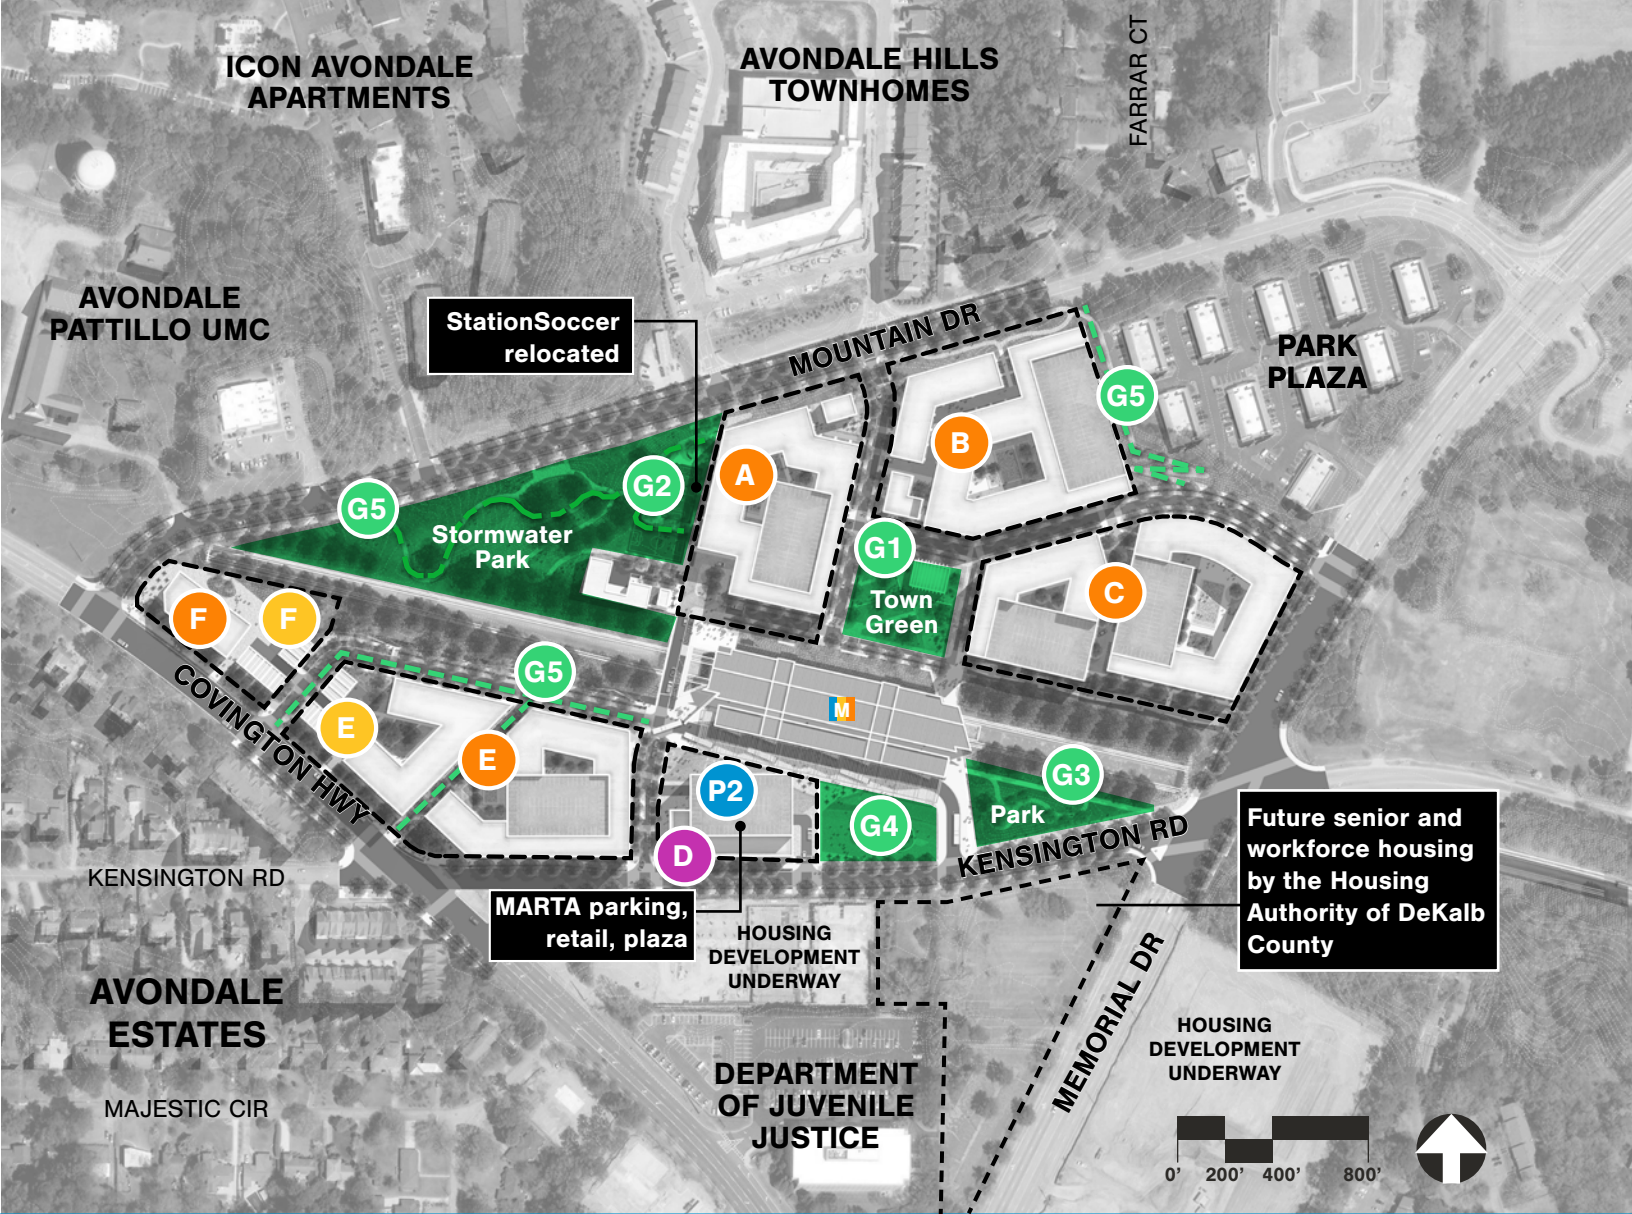 ICON AVONDALE
APARTMENTS
AVONDALE HILLS
TOWNHOMES
FARRAR CT
AVONDALE
PATTILLO UMC
StationSoccer
relocated
MOUNTAIN DR
PARK
PLAZA
G5
B
A
G2
G5
Stormwater
Park
G1
Town
Green
C
F
F
G5
COVINGTON HWY
E
E
M
P2
G3
Park
G4
D
KENSINGTON RD
Future senior and
workforce housing
by the Housing
Authority of DeKalb
County
KENSINGTON RD
MARTA parking,
retail, plaza
HOUSING
DEVELOPMENT
UNDERWAY
AVONDALE
ESTATES
MEMORIAL DR
HOUSING
DEVELOPMENT
UNDERWAY
DEPARTMENT
OF JUVENILE
JUSTICE
MAJESTIC CIR
0' 200' 400' 800'